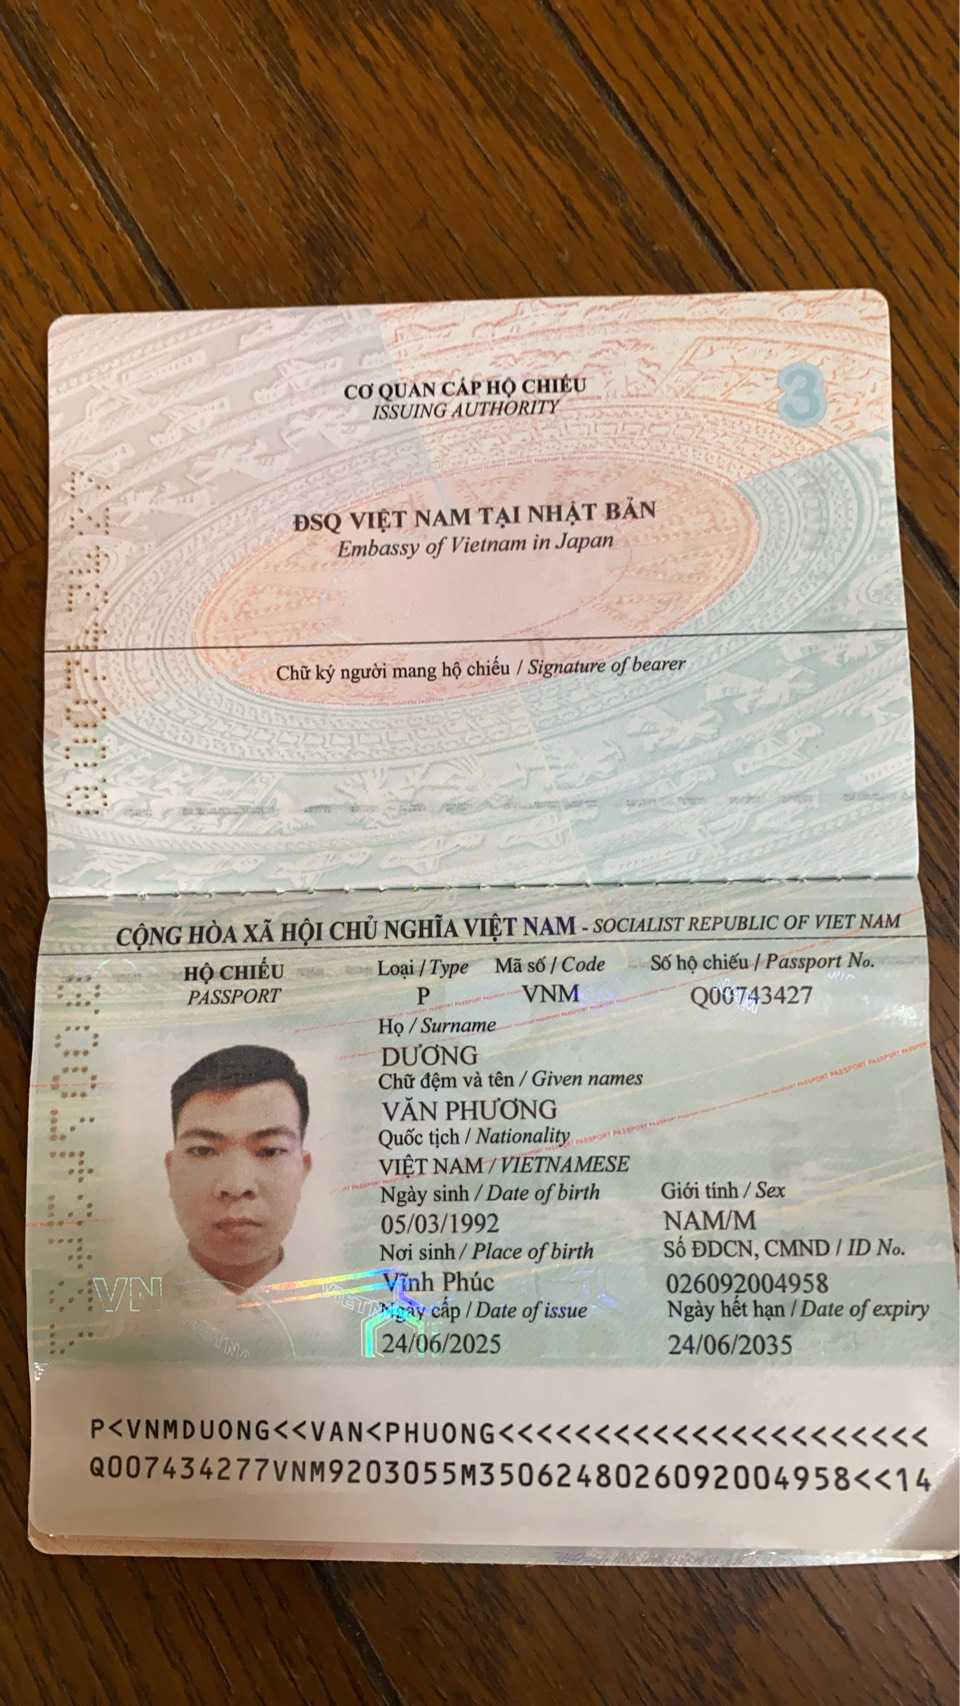 CƠ QUAN CẤP HỘ CHIẾU
ISSUING AUTHORITY
3
ĐSQ VIỆT NAM TẠI NHẬT BẢN
Embassy of Vietnam in Japan
Chữ ký người mang hộ chiếu / Signature of bearer
CỘNG HÒA XÃ HỘI CHỦ NGHĨA VIỆT NAM - SOCIALIST REPUBLIC OF VIET NAM
HỘ CHIẾU Loại / Type Mã số / Code Số hộ chiếu / Passport No.
PASSPORT P VNM Q00743427
Họ / Surname
DƯƠNG
Chữ đệm và tên / Given names
VĂN PHƯƠNG
Quốc tịch / Nationality
VIỆT NAM / VIETNAMESE
Ngày sinh / Date of birth Giới tính / Sex
05/03/1992 NAM/M
Nơi sinh / Place of birth Số ĐDCN, CMND / ID No.
Vĩnh Phúc 026092004958
Ngày cấp / Date of issue Ngày hết hạn / Date of expiry
24/06/2025 24/06/2035
VN
P<VNMDUONG<<VAN<PHUONG<<<<<<<<<<<<<<<<<<<<<<
Q007434277VNM9203055M3506248026092004958<<14